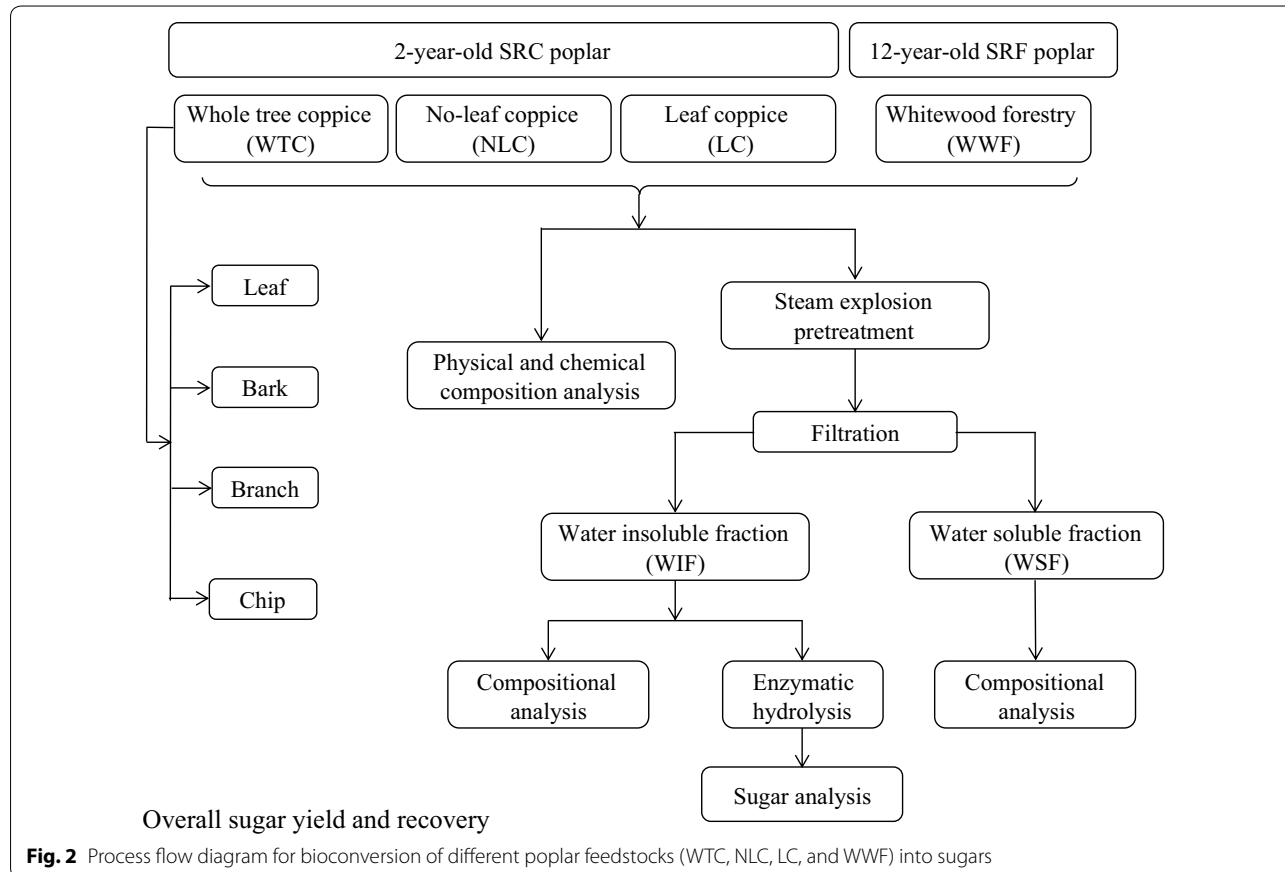 2-year-old SRC poplar
12-year-old SRF poplar
Whole tree coppice
(WTC)
No-leaf coppice
(NLC)
Leaf coppice
(LC)
Whitewood forestry
(WWF)
Leaf
Bark
Branch
Chip
Physical and chemical
composition analysis
Steam explosion
pretreatment
Filtration
Water insoluble fraction
(WIF)
Water soluble fraction
(WSF)
Compositional
analysis
Enzymatic
hydrolysis
Compositional
analysis
Sugar analysis
Overall sugar yield and recovery
Fig. 2 Process flow diagram for bioconversion of different poplar feedstocks (WTC, NLC, LC, and WWF) into sugars